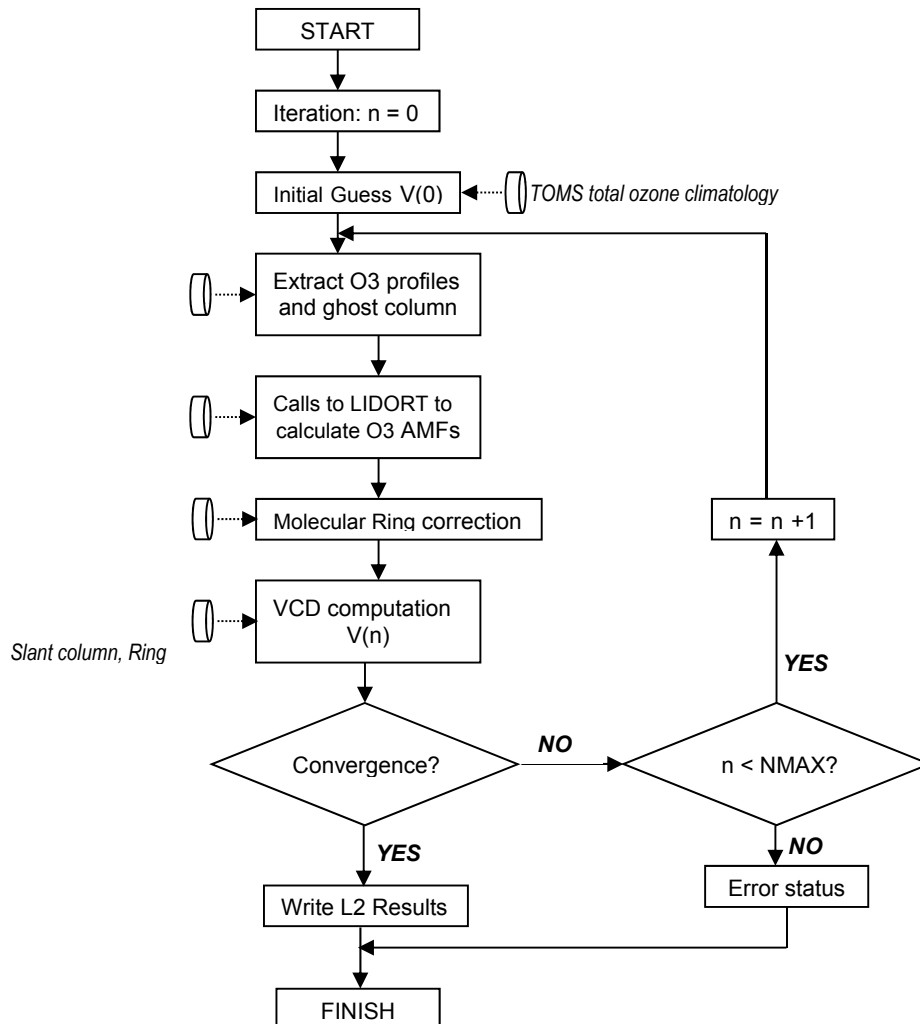 START
Iteration: n = 0
Initial Guess V(0)
TOMS total ozone climatology
Extract O3 profiles
and ghost column
Calls to LIDORT to
calculate O3 AMFs
Molecular Ring correction
n = n +1
VCD computation
V(n)
Slant column, Ring
YES
Convergence?
NO
n < NMAX?
YES
NO
Write L2 Results
Error status
FINISH